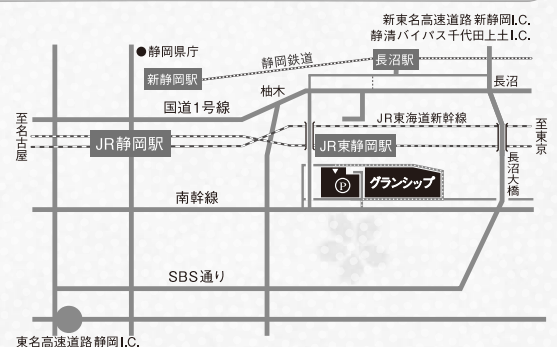 新東名高速道路 新静岡I.C.
静清バイパス千代田上土I.C.
●静岡県庁
静岡鉄道
長沼駅
新静岡駅
柚木
長沼
国道1号線
至名古屋
JR東海道新幹線
至東京
JR静岡駅
JR東静岡駅
長沼大橋
P
グランシップ
南幹線
SBS通り
東名高速道路静岡I.C.